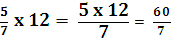 5/7 x 12 = 5 x 12/7 = 60/7